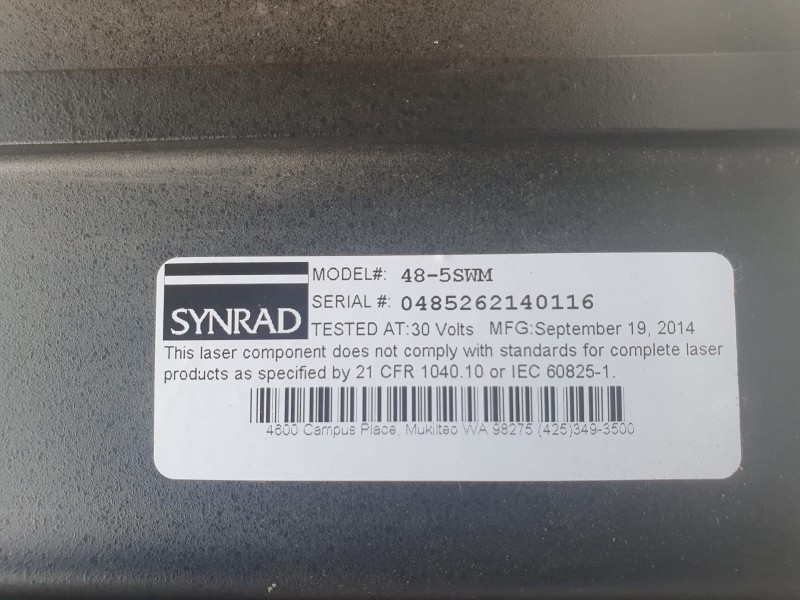 SYNRAD
MODEL#: 48-5SWM
SERIAL #: 0485262140116
TESTED AT:30 Volts MFG:September 19, 2014
This laser component does not comply with standards for complete laser
products as specified by 21 CFR 1040.10 or IEC 60825-1.
4600 Campus Place, Mukilteo WA 98275 (425)349-3500